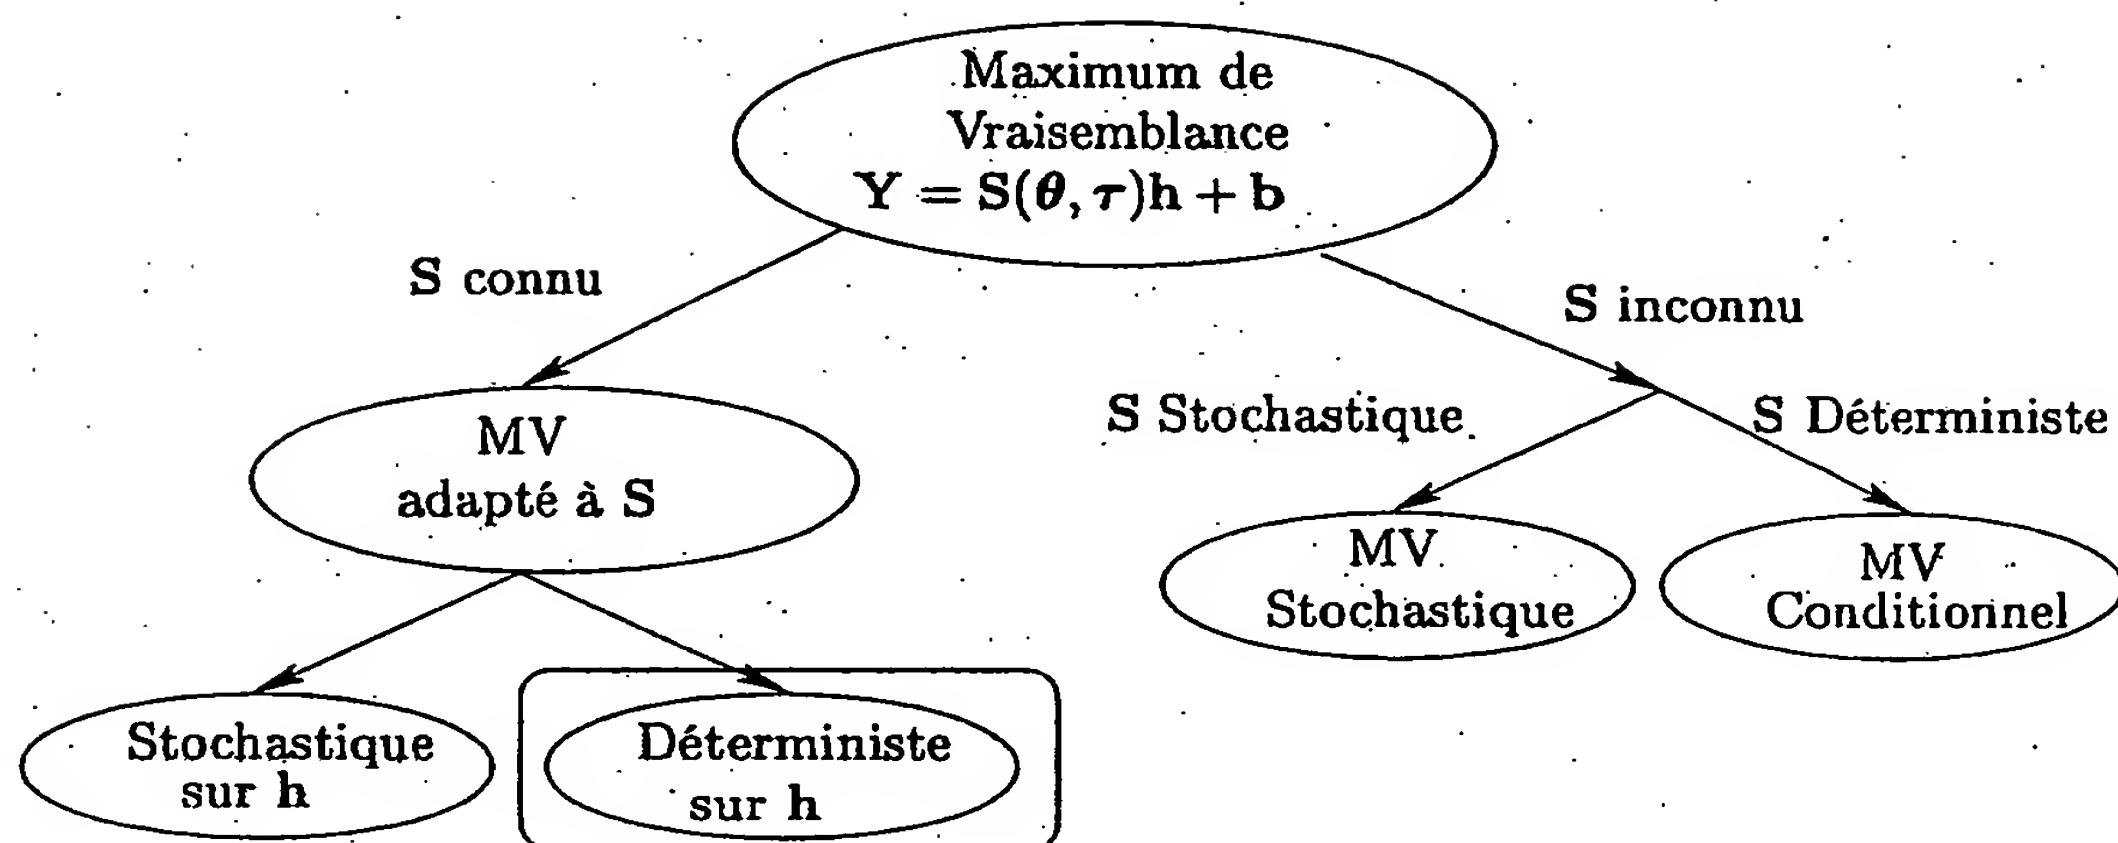 Maximum de
Vraisemblance
Y = S(θ, τ)h + b
S connu
S inconnu
S Stochastique
S Déterministe
MV
adapté à S
MV
Stochastique
MV
Conditionnel
Stochastique
sur h
Déterministe
sur h